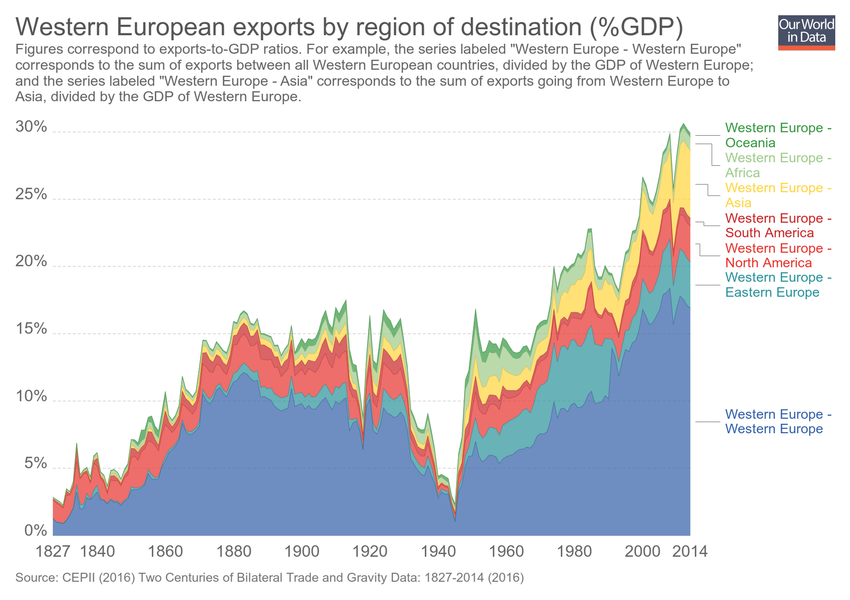 Western European exports by region of destination (%GDP)
Our World
in Data
Figures correspond to exports-to-GDP ratios. For example, the series labeled "Western Europe - Western Europe"
corresponds to the sum of exports between all Western European countries, divided by the GDP of Western Europe;
and the series labeled "Western Europe - Asia" corresponds to the sum of exports going from Western Europe to
Asia, divided by the GDP of Western Europe.
30%
25%
20%
15%
10%
5%
0%
1827
1840
1860
1880
1900
1920
1940
1960
1980
2000
2014
Western Europe -
Oceania
Western Europe -
Africa
Western Europe -
Asia
Western Europe -
South America
Western Europe -
North America
Western Europe -
Eastern Europe
Western Europe -
Western Europe
Source: CEPII (2016) Two Centuries of Bilateral Trade and Gravity Data: 1827-2014 (2016)